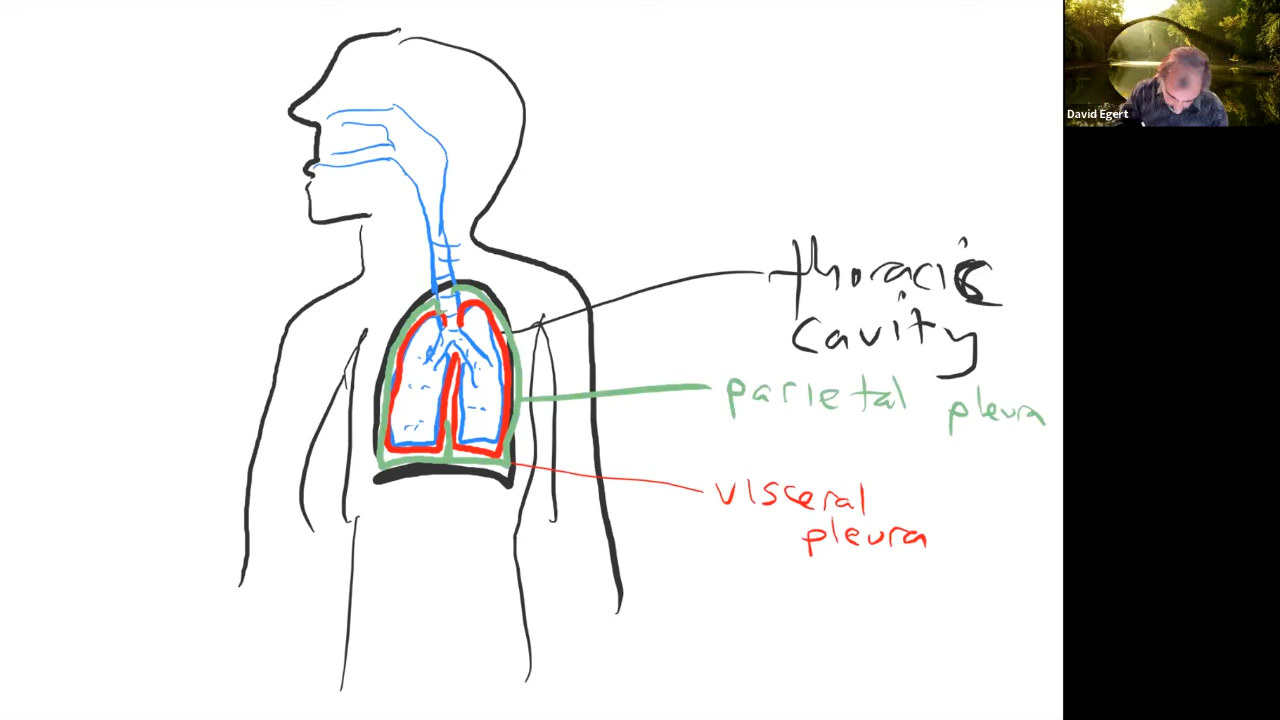 David Egert
thoracic
cavity
parietal pleura
visceral
pleura